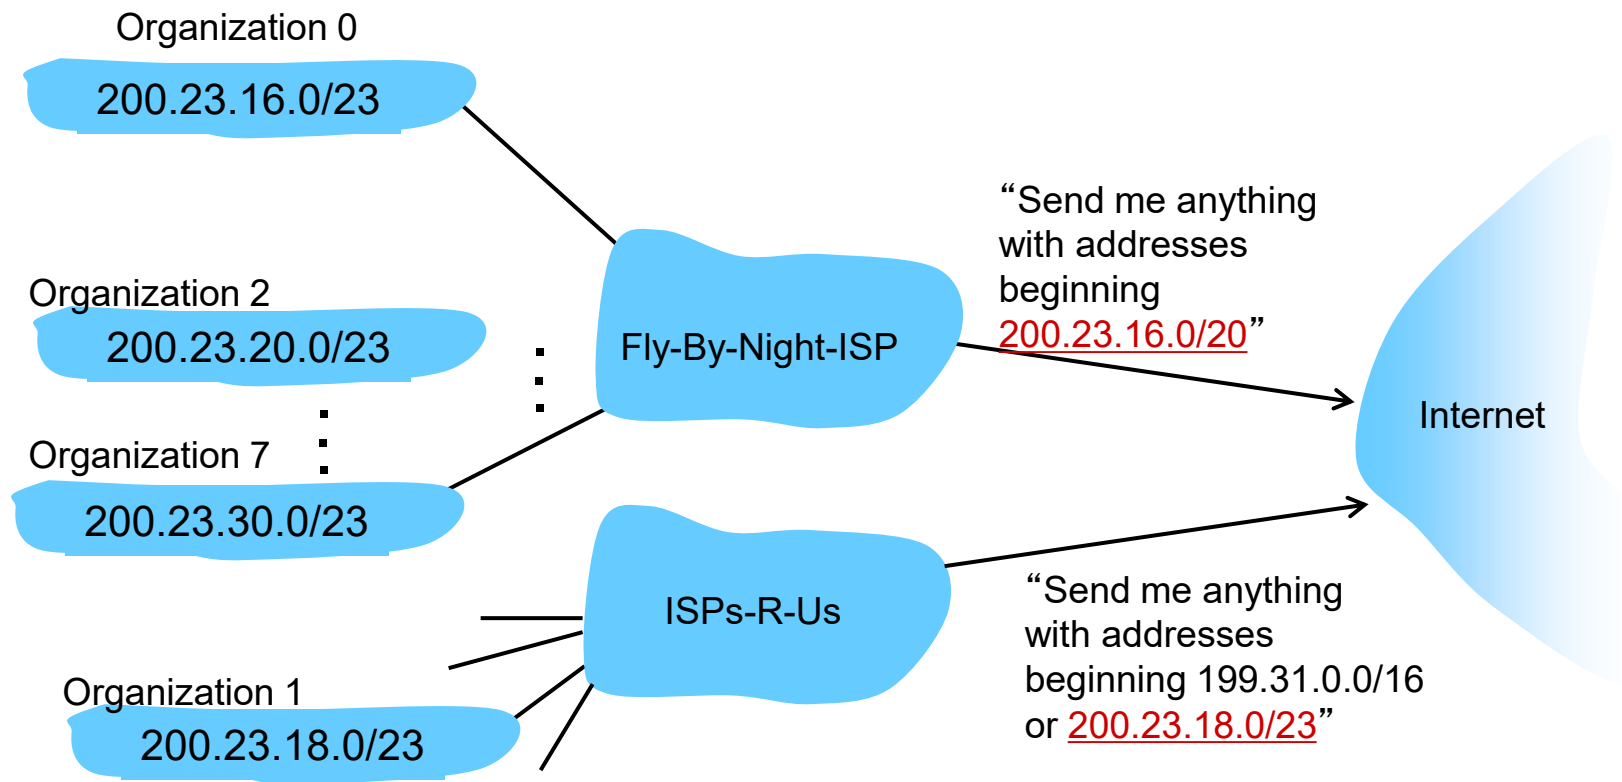 Organization 0
200.23.16.0/23
Organization 2
200.23.20.0/23
Organization 7
200.23.30.0/23
Fly-By-Night-ISP
“Send me anything
with addresses
beginning
200.23.16.0/20”
Internet
ISPs-R-Us
Organization 1
200.23.18.0/23
“Send me anything
with addresses
beginning 199.31.0.0/16
or 200.23.18.0/23”